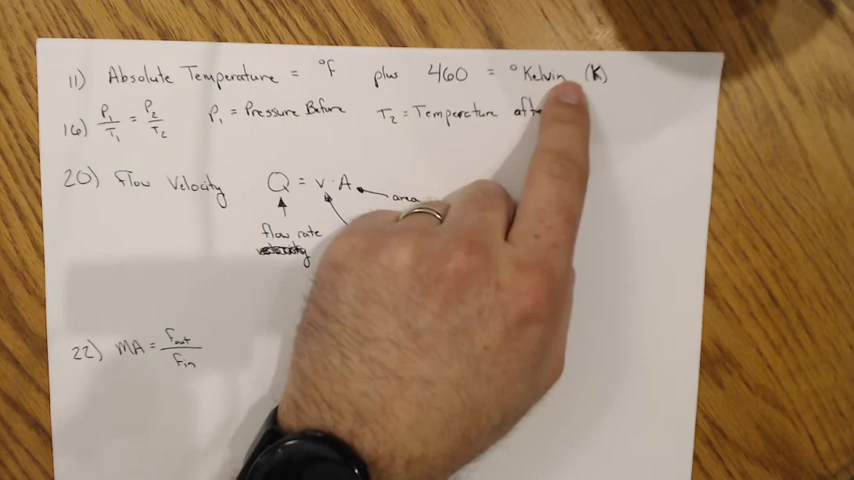 11) Absolute Temperature = °F plus 460 = °Kelvin (K)
16) P₁/T₁ = P₂/T₂ P₁ = Pressure Before T₂ = Temperature
20) Flow Velocity Q = v · A area
flow rate
22) MA = Fout/Fin